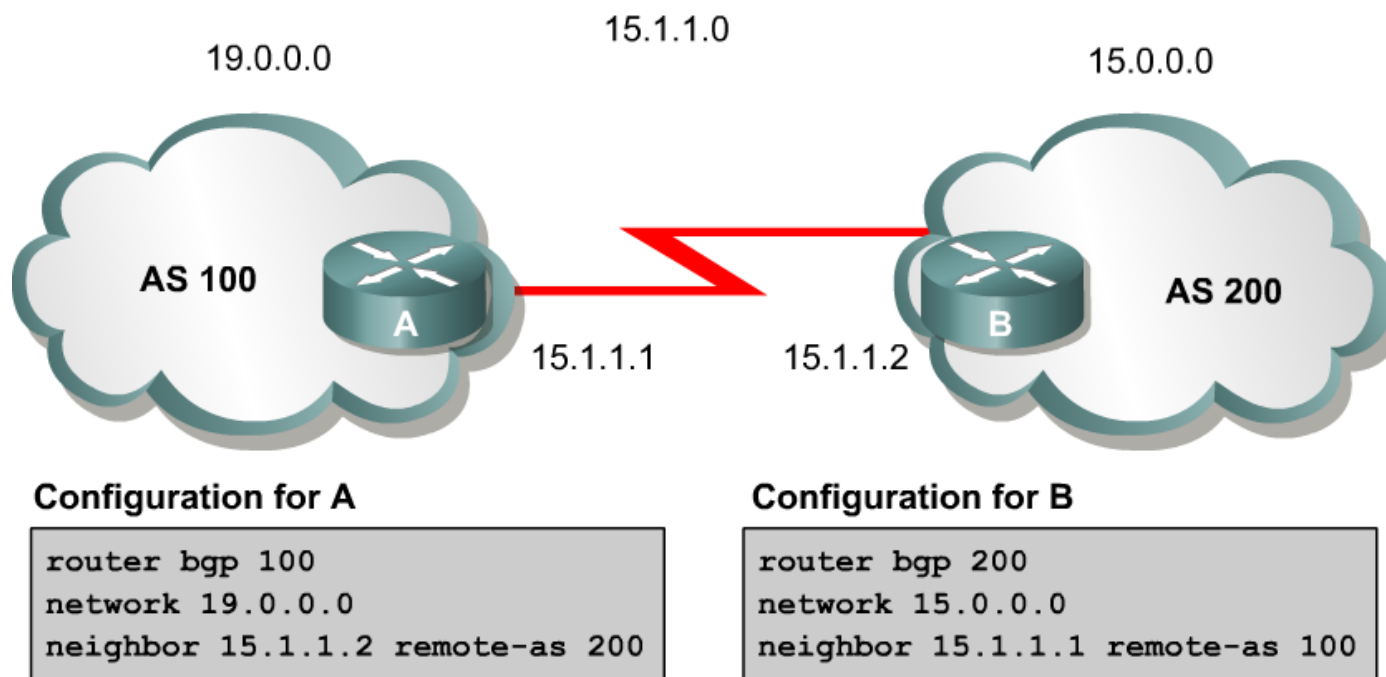 15.1.1.0
19.0.0.0
15.0.0.0
AS 100
A
B
AS 200
15.1.1.1
15.1.1.2
Configuration for A
router bgp 100
network 19.0.0.0
neighbor 15.1.1.2 remote-as 200
Configuration for B
router bgp 200
network 15.0.0.0
neighbor 15.1.1.1 remote-as 100